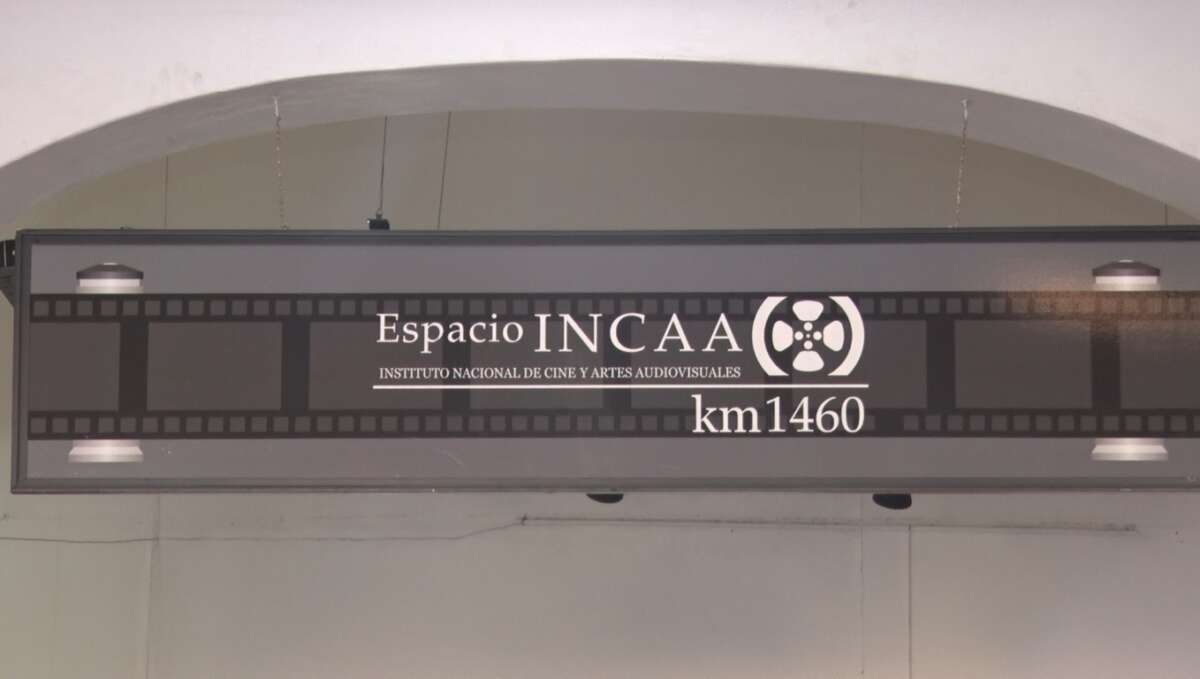 Espacio INCAA
INSTITUTO NACIONAL DE CINE Y ARTES AUDIOVISUALES
km1460